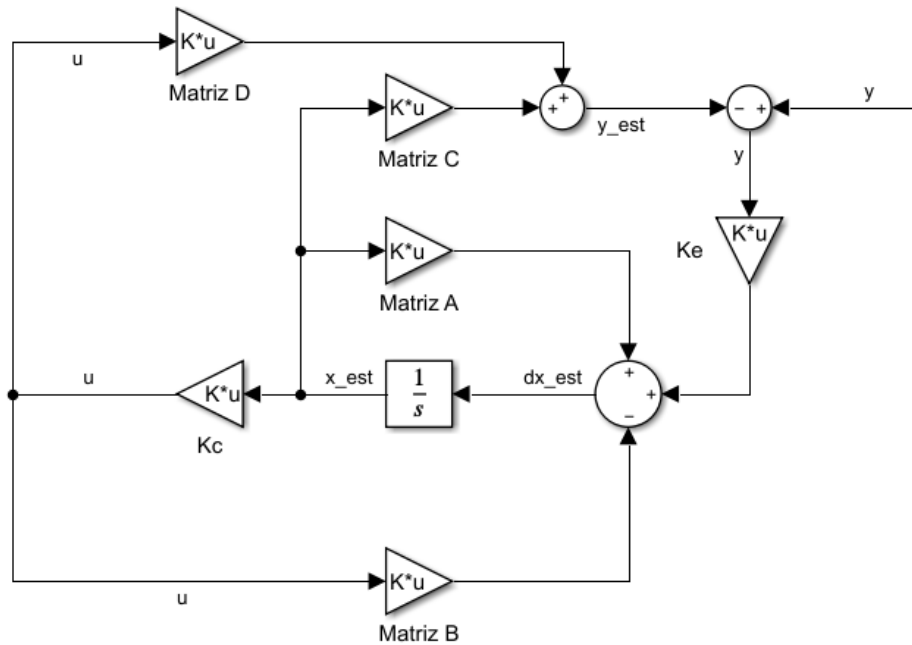 K*u
u
Matriz D
K*u
Matriz C
+
+
y_est
-
+
y
y
K*u
Ke
K*u
Matriz A
u
K*u
Kc
x_est
1
s
dx_est
+
+
-
u
K*u
Matriz B